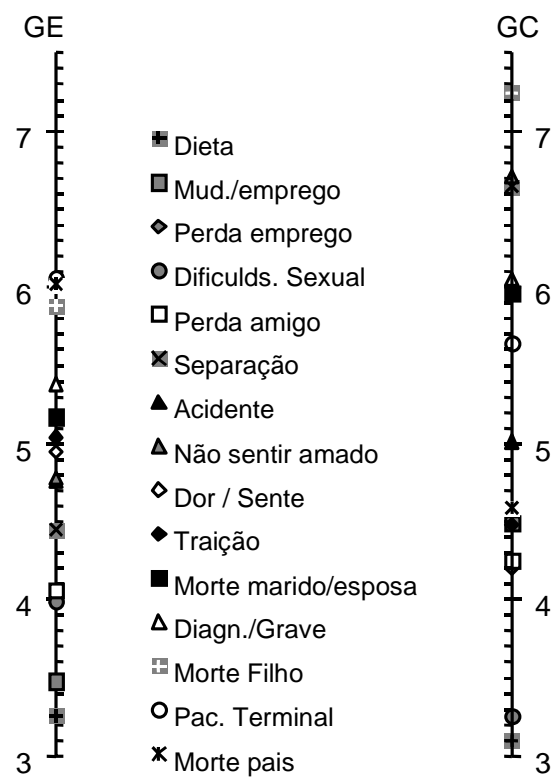 GE GC
7 7
Dieta
Mud./emprego
Perda emprego
Dificulds. Sexual
6 6
Perda amigo
Separação
Acidente
5 5
Não sentir amado
Dor / Sente
Traição
Morte marido/esposa
4 4
Diagn./Grave
Morte Filho
Pac. Terminal
3 3
Morte pais